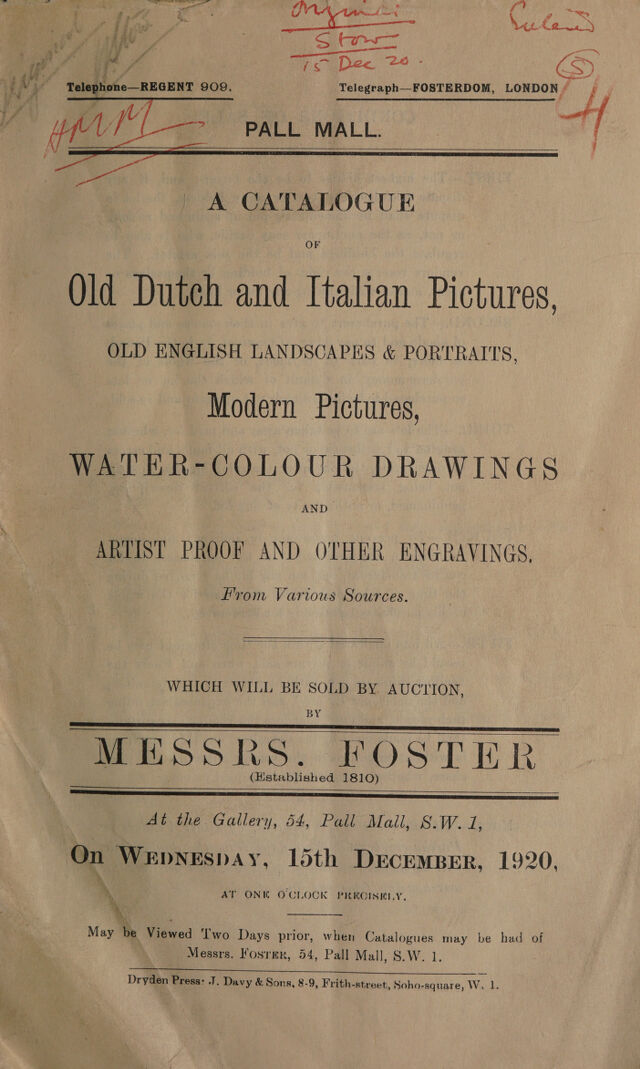 Stow
15 Dec 20.
5
4
Telephone—REGENT 909. Telegraph—FOSTERDOM, LONDON
PALL MALL.
A CATALOGUE
OF
Old Dutch and Italian Pictures,
OLD ENGLISH LANDSCAPES & PORTRAITS,
Modern Pictures,
WATER-COLOUR DRAWINGS
AND
ARTIST PROOF AND OTHER ENGRAVINGS,
From Various Sources.
WHICH WILL BE SOLD BY AUCTION,
BY
MESSRS. FOSTER
(Established 1810)
At the Gallery, 54, Pall Mall, S.W. 1,
On WEDNESDAY, 15th DECEMBER, 1920,
AT ONE O'CLOCK PRECISELY.
May be Viewed Two Days prior, when Catalogues may be had of
Messrs. FOSTER, 54, Pall Mall, S.W. 1.
Dryden Press: J. Davy & Sons, 8-9, Frith-street, Soho-square, W. 1.